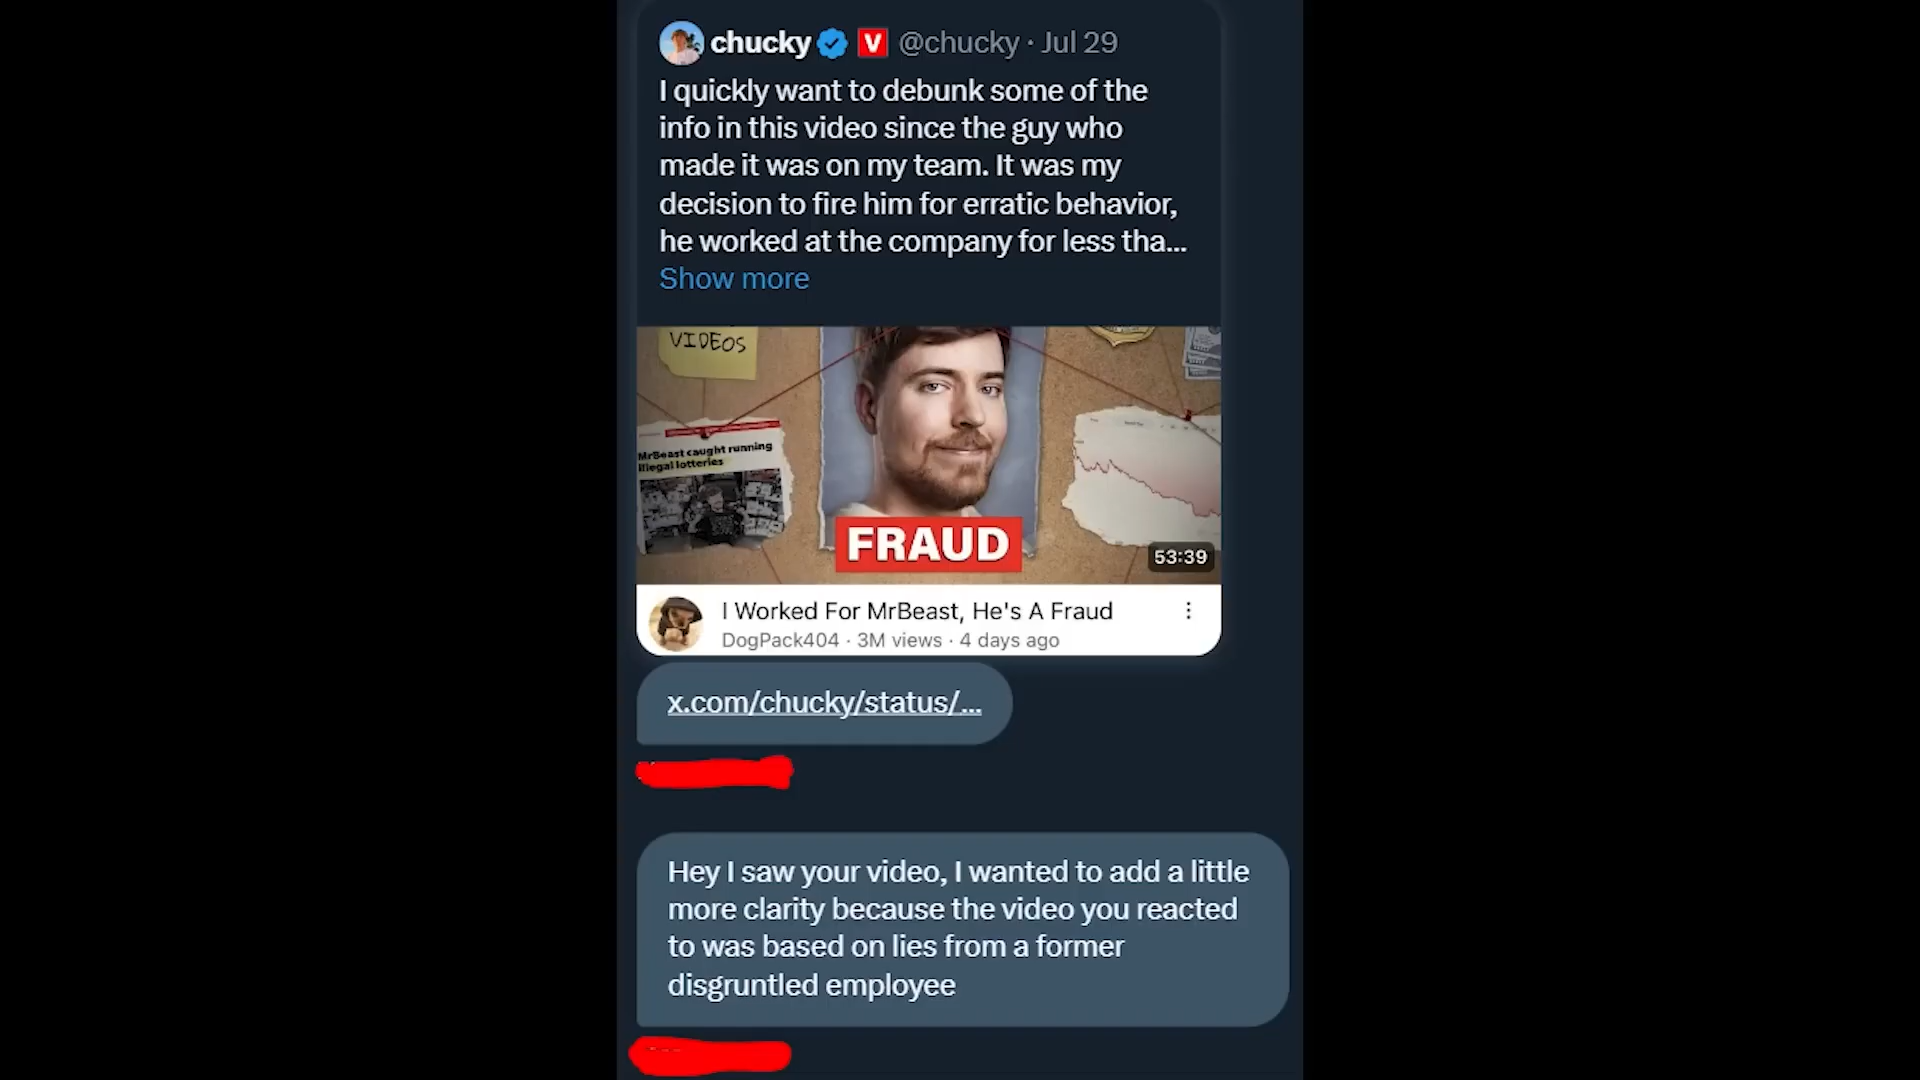 chucky V @chucky · Jul 29
I quickly want to debunk some of the
info in this video since the guy who
made it was on my team. It was my
decision to fire him for erratic behavior,
he worked at the company for less tha...
Show more
VIDEOS
MrBeast caught running
illegal lotteries
FRAUD
53:39
I Worked For MrBeast, He's A Fraud
DogPack404 · 3M views · 4 days ago
x.com/chucky/status/...
Hey I saw your video, I wanted to add a little
more clarity because the video you reacted
to was based on lies from a former
disgruntled employee